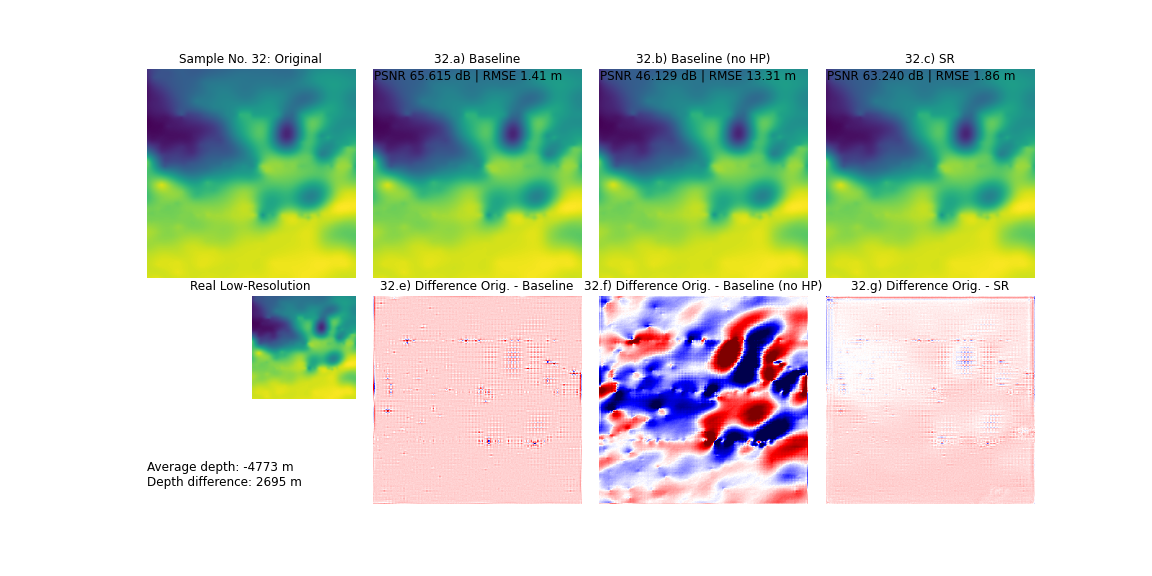 Sample No. 32: Original
32.a) Baseline
32.b) Baseline (no HP)
32.c) SR
PSNR 65.615 dB | RMSE 1.41 m
PSNR 46.129 dB | RMSE 13.31 m
PSNR 63.240 dB | RMSE 1.86 m
Real Low-Resolution
32.e) Difference Orig. - Baseline
32.f) Difference Orig. - Baseline (no HP)
32.g) Difference Orig. - SR
Average depth: -4773 m
Depth difference: 2695 m